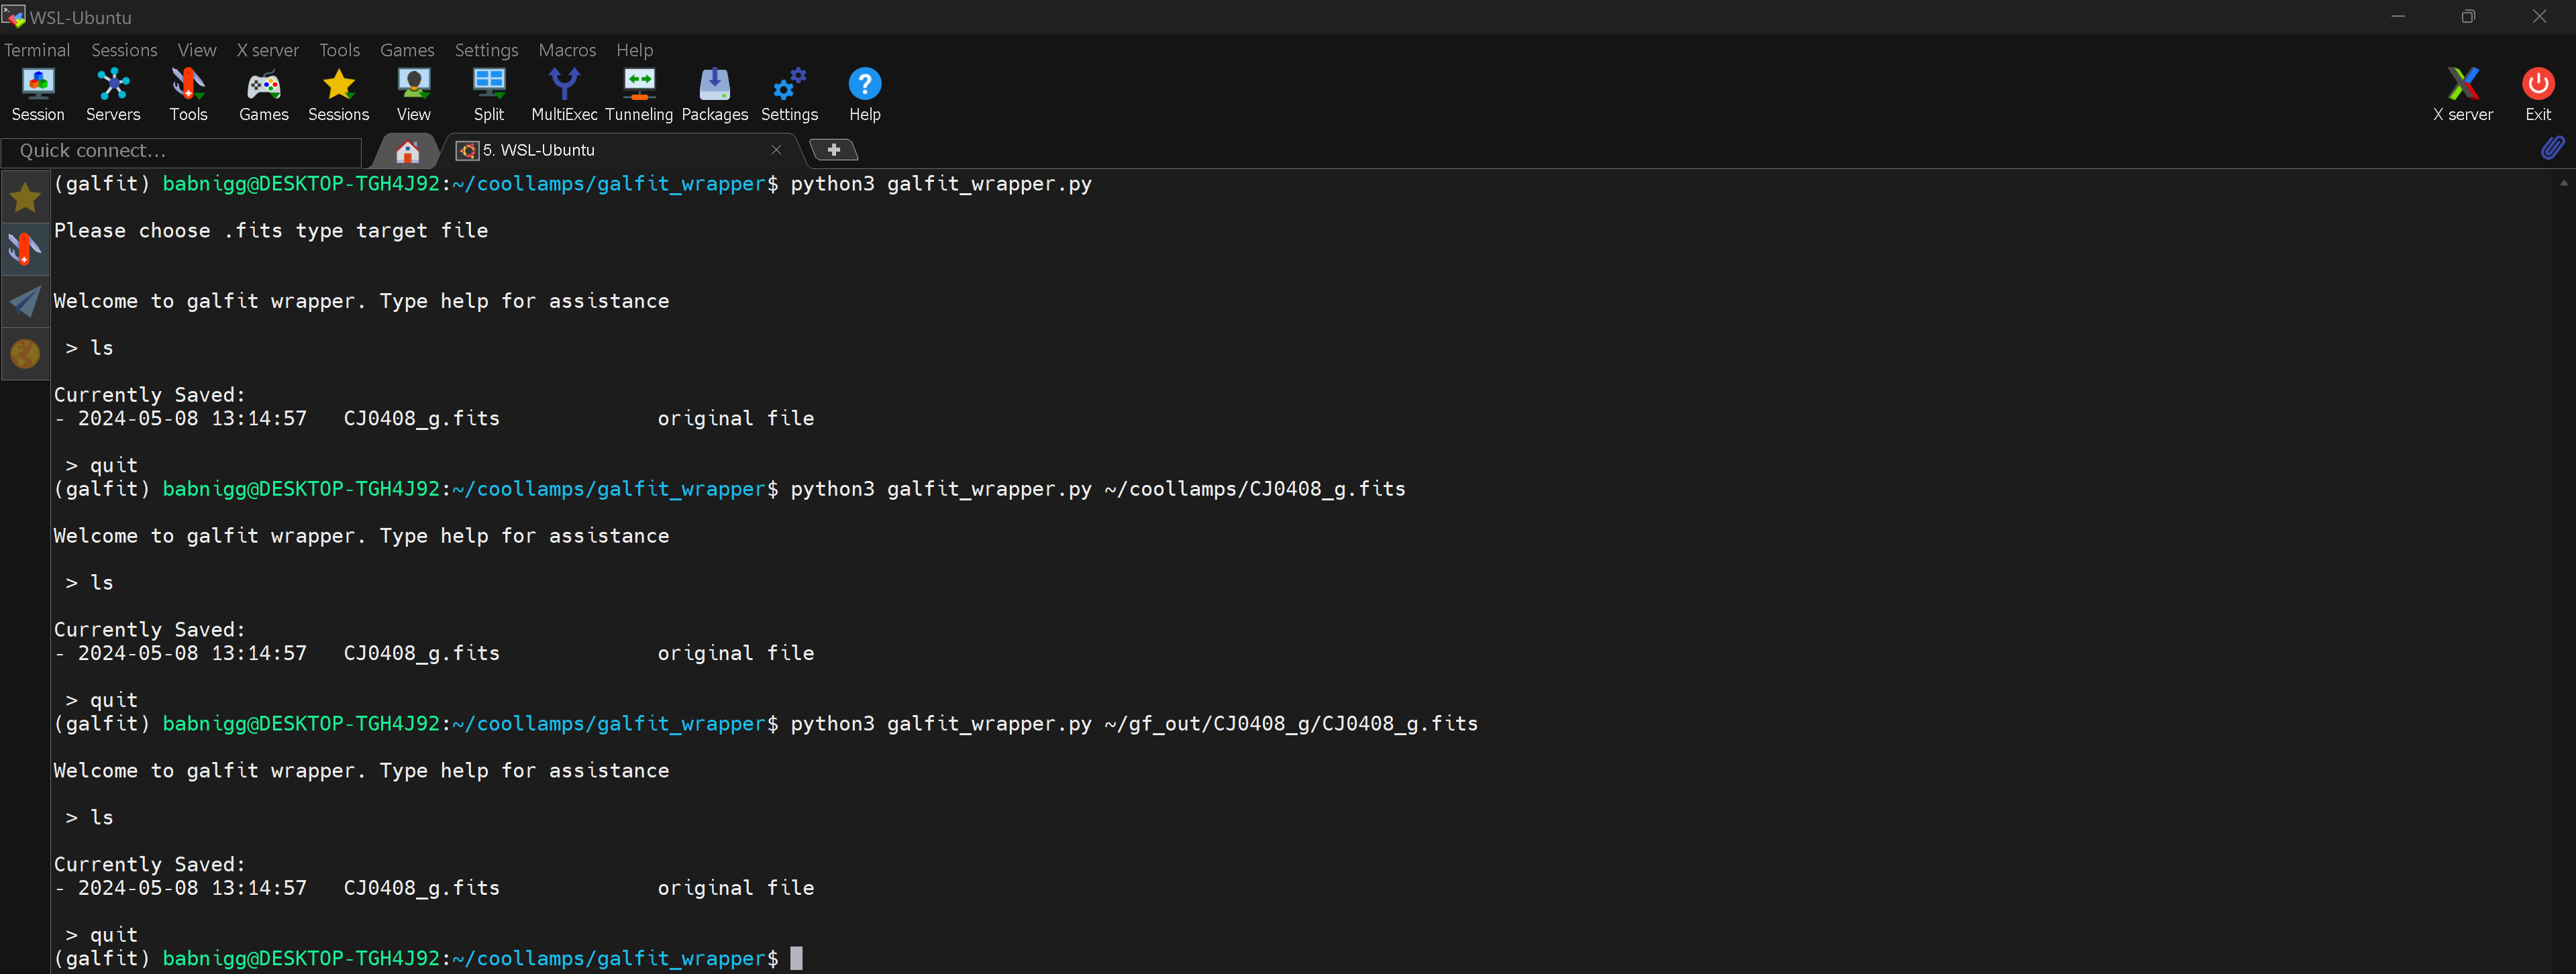 WSL-Ubuntu
Terminal Sessions View X server Tools Games Settings Macros Help
Session Servers Tools Games Sessions View Split MultiExec Tunneling Packages Settings Help X server Exit
Quick connect... 5. WSL-Ubuntu
(galfit) babnigg@DESKTOP-TGH4J92:~/coollamps/galfit_wrapper$ python3 galfit_wrapper.py
Please choose .fits type target file
Welcome to galfit wrapper. Type help for assistance
> ls
Currently Saved:
- 2024-05-08 13:14:57 CJ0408_g.fits original file
> quit
(galfit) babnigg@DESKTOP-TGH4J92:~/coollamps/galfit_wrapper$ python3 galfit_wrapper.py ~/coollamps/CJ0408_g.fits
Welcome to galfit wrapper. Type help for assistance
> ls
Currently Saved:
- 2024-05-08 13:14:57 CJ0408_g.fits original file
> quit
(galfit) babnigg@DESKTOP-TGH4J92:~/coollamps/galfit_wrapper$ python3 galfit_wrapper.py ~/gf_out/CJ0408_g/CJ0408_g.fits
Welcome to galfit wrapper. Type help for assistance
> ls
Currently Saved:
- 2024-05-08 13:14:57 CJ0408_g.fits original file
> quit
(galfit) babnigg@DESKTOP-TGH4J92:~/coollamps/galfit_wrapper$